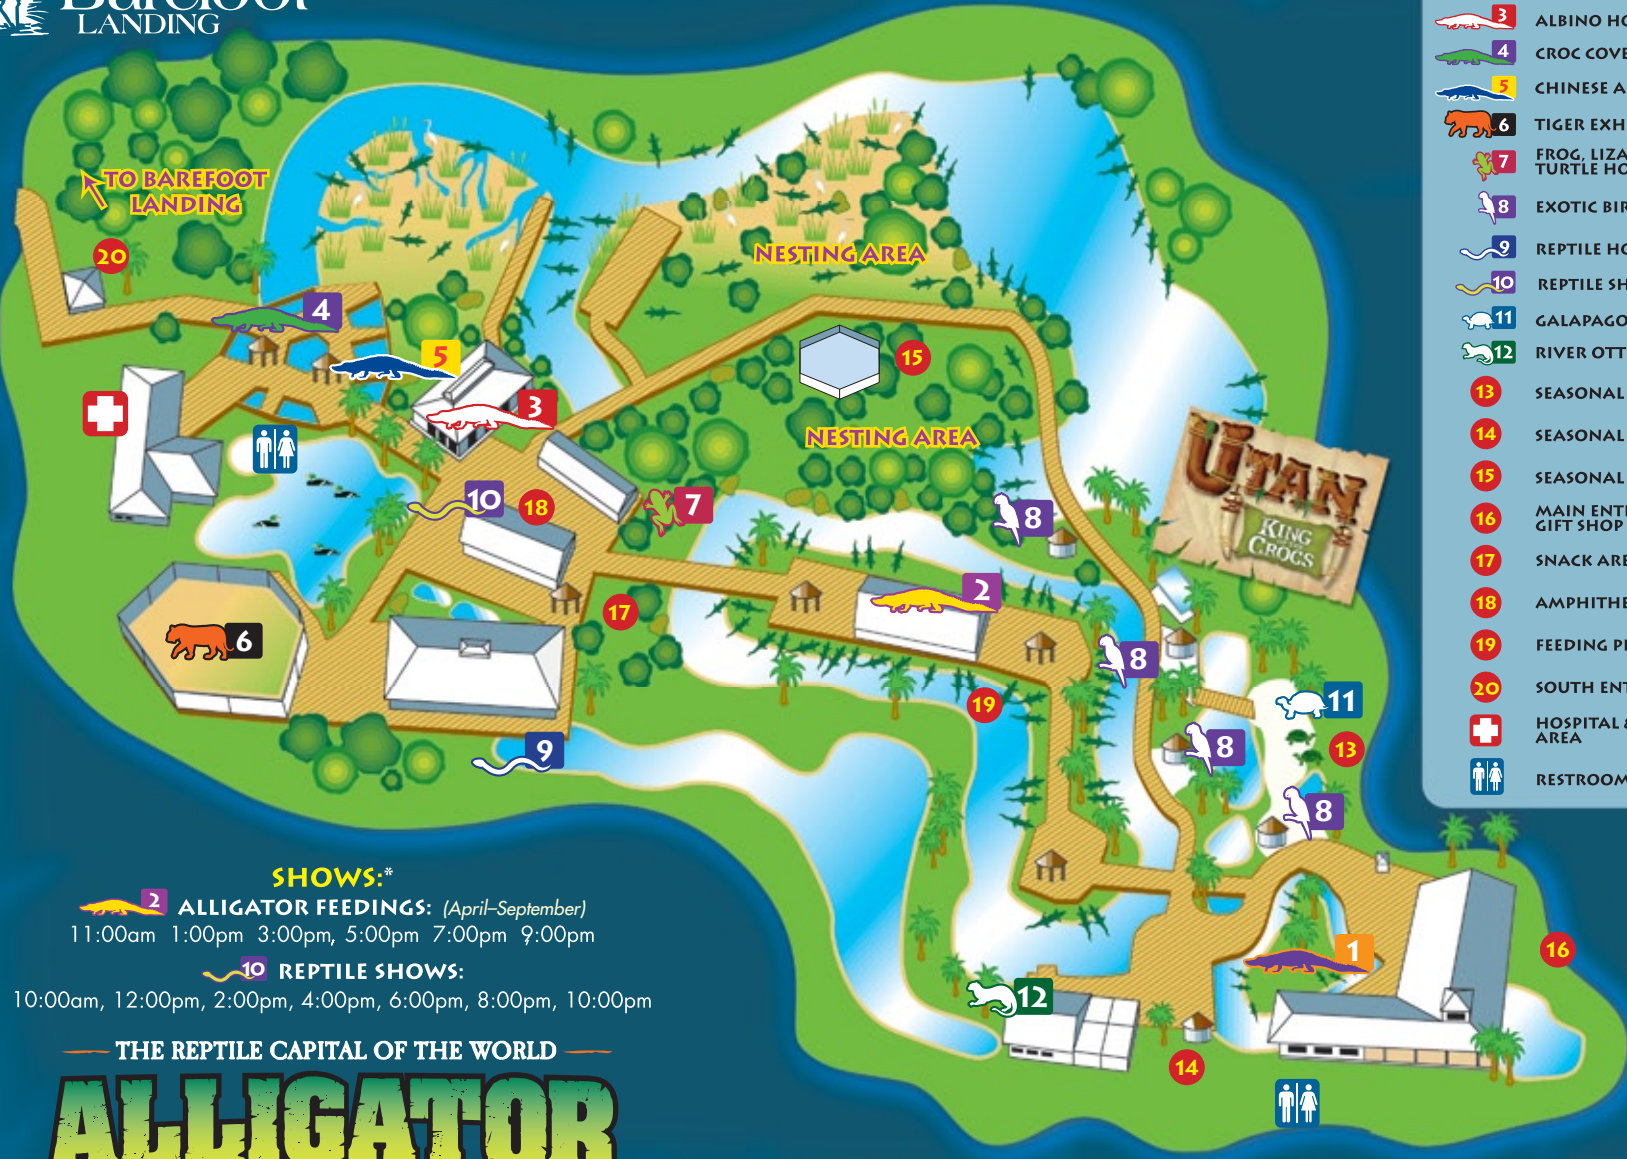 LANDING
TO BAREFOOT
LANDING
20
4
5
3
10
18
7
6
17
9
NESTING AREA
15
NESTING AREA
8
2
19
8
UTAN
KING
OF THE
CROCS
11
8
13
8
1
16
12
14
3 ALBINO HO
4 CROC COVE
5 CHINESE A
6 TIGER EXH
7 FROG, LIZA
TURTLE HO
8 EXOTIC BIR
9 REPTILE HO
10 REPTILE SH
11 GALAPAGO
12 RIVER OTT
13 SEASONAL
14 SEASONAL
15 SEASONAL
16 MAIN ENT
GIFT SHOP
17 SNACK ARE
18 AMPHITHE
19 FEEDING P
20 SOUTH ENT
HOSPITAL &
AREA
RESTROOM
SHOWS:*
2 ALLIGATOR FEEDINGS: (April–September)
11:00am 1:00pm 3:00pm, 5:00pm 7:00pm 9:00pm
10 REPTILE SHOWS:
10:00am, 12:00pm, 2:00pm, 4:00pm, 6:00pm, 8:00pm, 10:00pm
THE REPTILE CAPITAL OF THE WORLD
ALLIGATOR